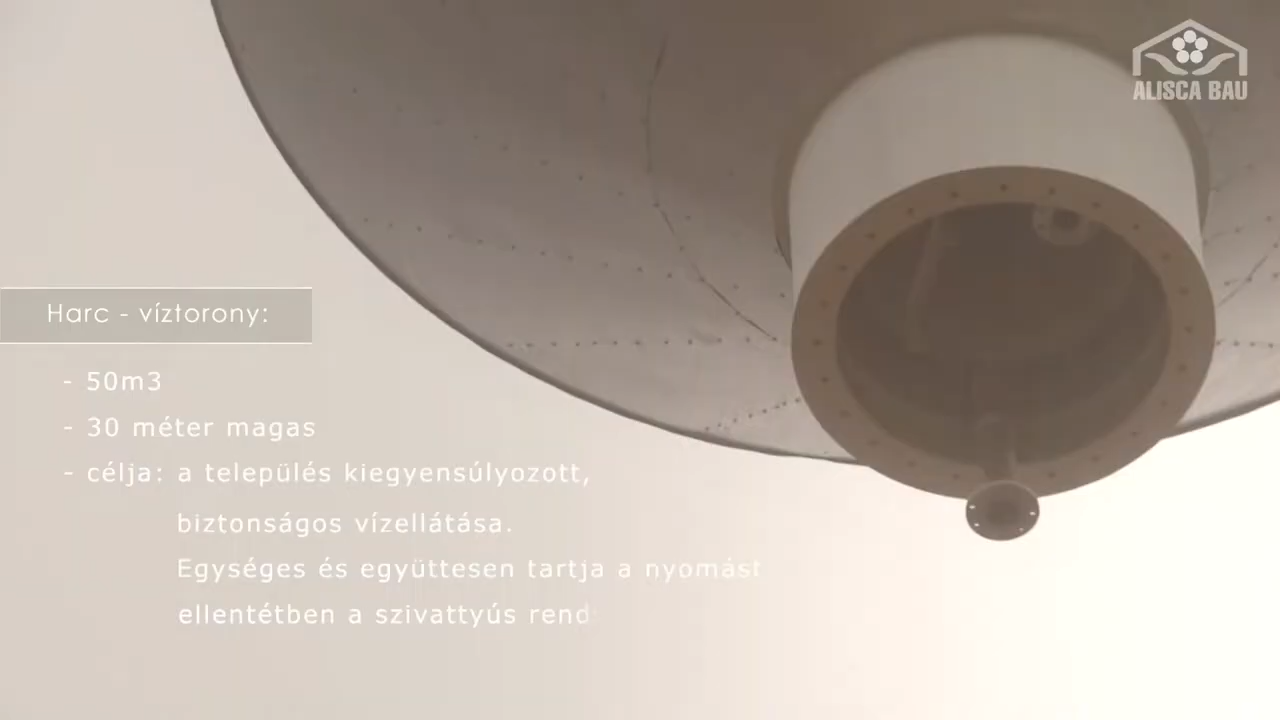 ALISCA BAU
Harc - víztorony:
- 50m3
- 30 méter magas
- célja: a település kiegyensúlyozott,
biztonságos vízellátása.
Egységes és együttesen tartja a nyomást
ellentétben a szivattyús rend